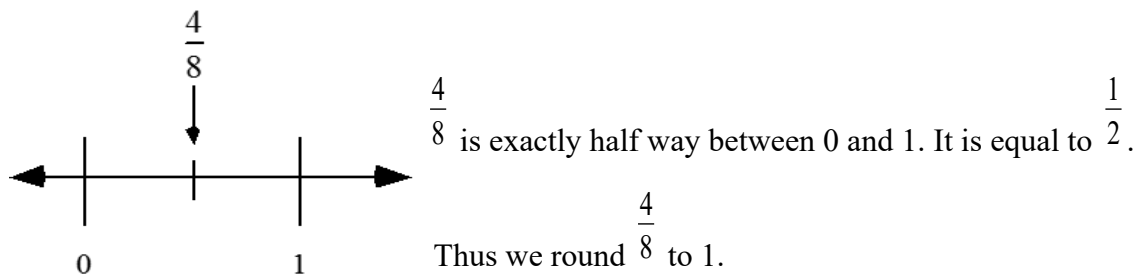 4/8
4/8 is exactly half way between 0 and 1. It is equal to 1/2.
Thus we round 4/8 to 1.
0 1